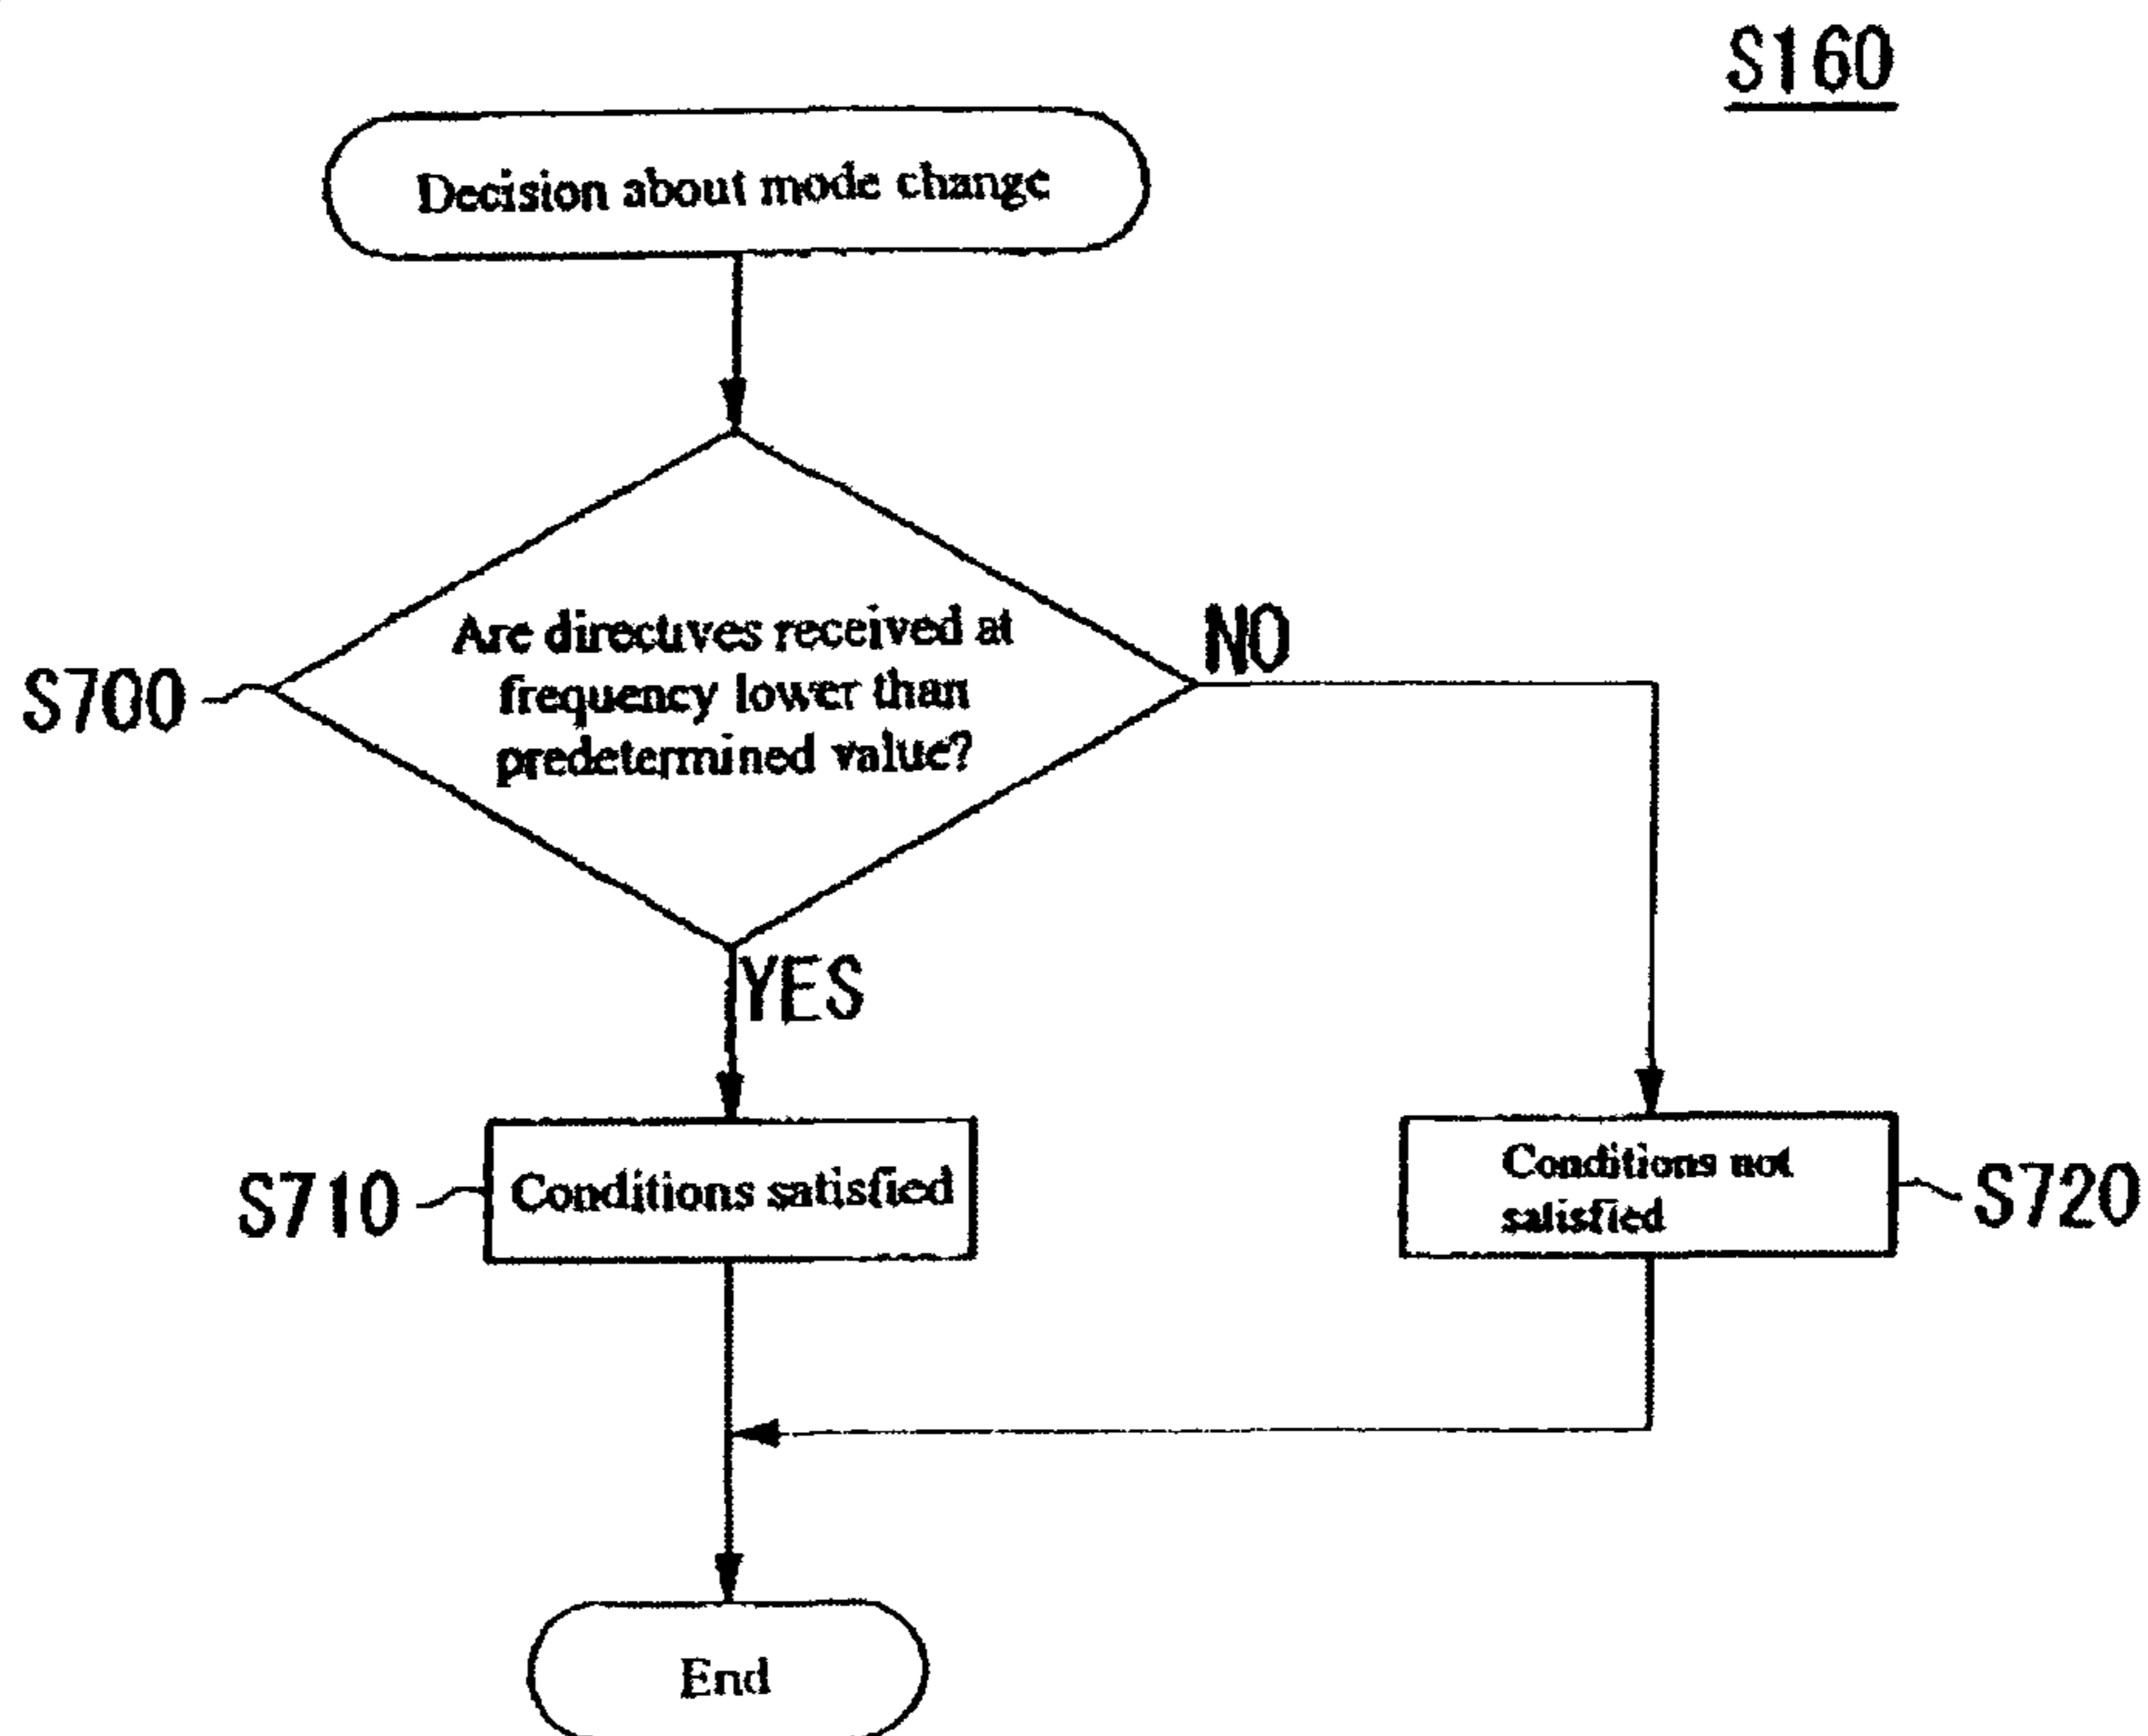 S160
Decision about mode change
Are directives received at
frequency lower than
predetermined value?
NO
S700
YES
Conditions satisfied
S710
Conditions not
satisfied
S720
End